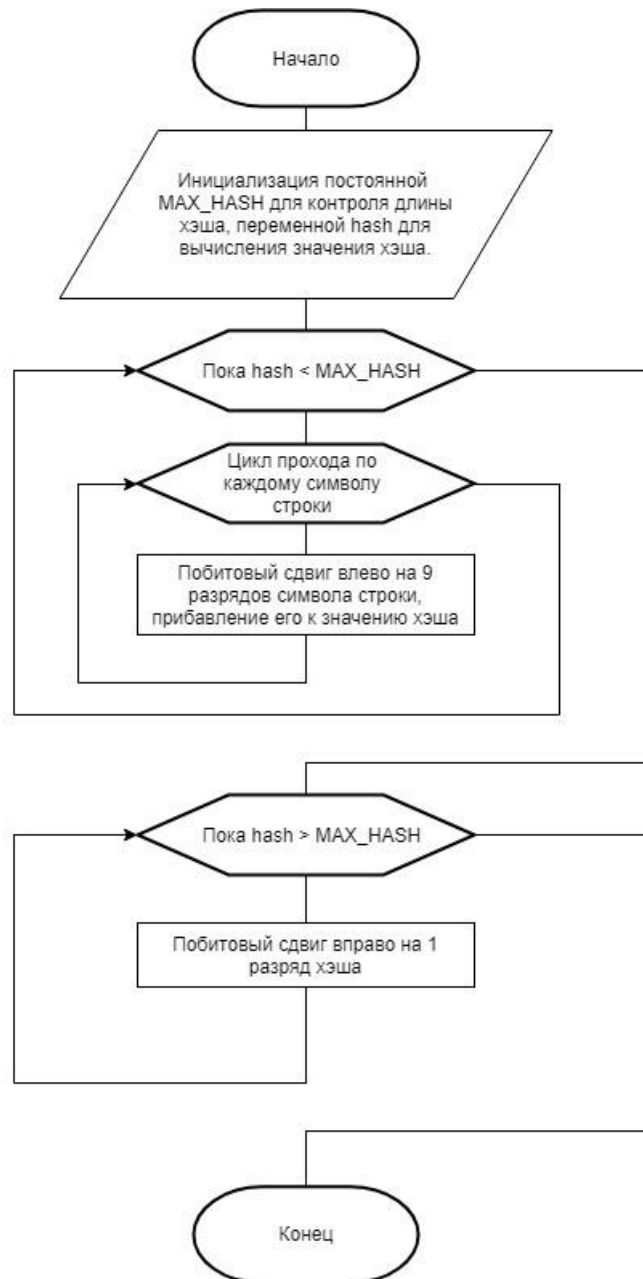 Начало
Инициализация постоянной
MAX_HASH для контроля длины
хэша, переменной hash для
вычисления значения хэша.
Пока hash < MAX_HASH
Цикл прохода по
каждому символу
строки
Побитовый сдвиг влево на 9
разрядов символа строки,
прибавление его к значению хэша
Пока hash > MAX_HASH
Побитовый сдвиг вправо на 1
разряд хэша
Конец